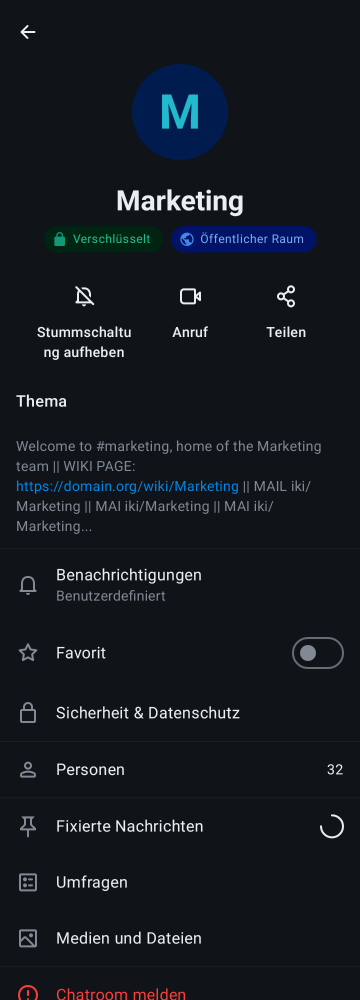 M
Marketing
Verschlüsselt
Öffentlicher Raum
Stummschaltu
ng aufheben
Anruf
Teilen
Thema
Welcome to #marketing, home of the Marketing
team || WIKI PAGE:
https://domain.org/wiki/Marketing || MAIL iki/
Marketing || MAI iki/Marketing || MAI iki/
Marketing...
Benachrichtigungen
Benutzerdefiniert
Favorit
Sicherheit & Datenschutz
Personen 32
Fixierte Nachrichten
Umfragen
Medien und Dateien
Chatroom melden